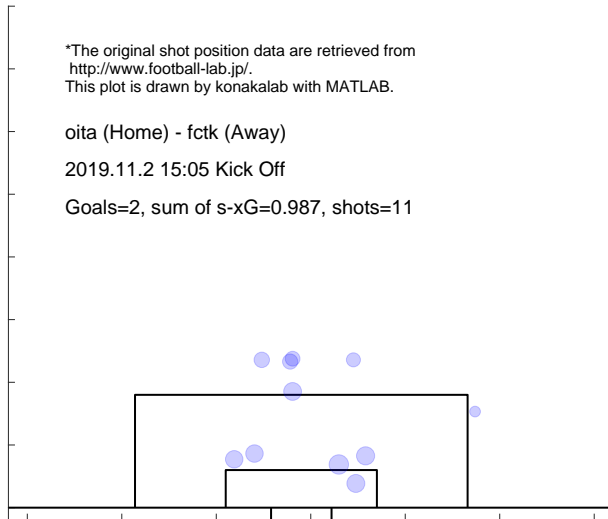 *The original shot position data are retrieved from
http://www.football-lab.jp/.
This plot is drawn by konakalab with MATLAB.
oita (Home) - fctk (Away)
2019.11.2 15:05 Kick Off
Goals=2, sum of s-xG=0.987, shots=11